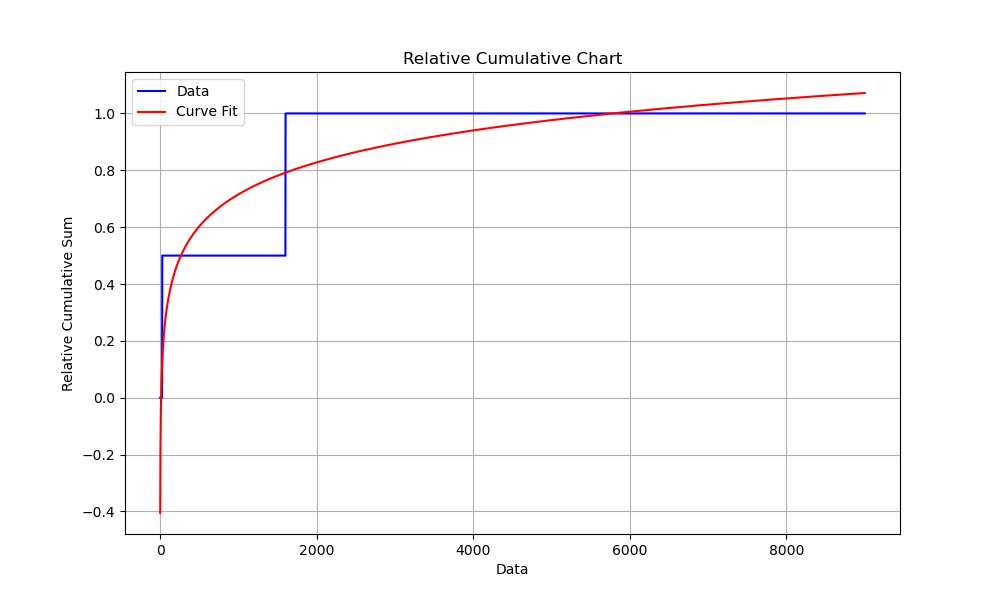 Relative Cumulative Chart
Data
Curve Fit
Relative Cumulative Sum
1.0
0.8
0.6
0.4
0.2
0.0
−0.2
−0.4
0 2000 4000 6000 8000
Data